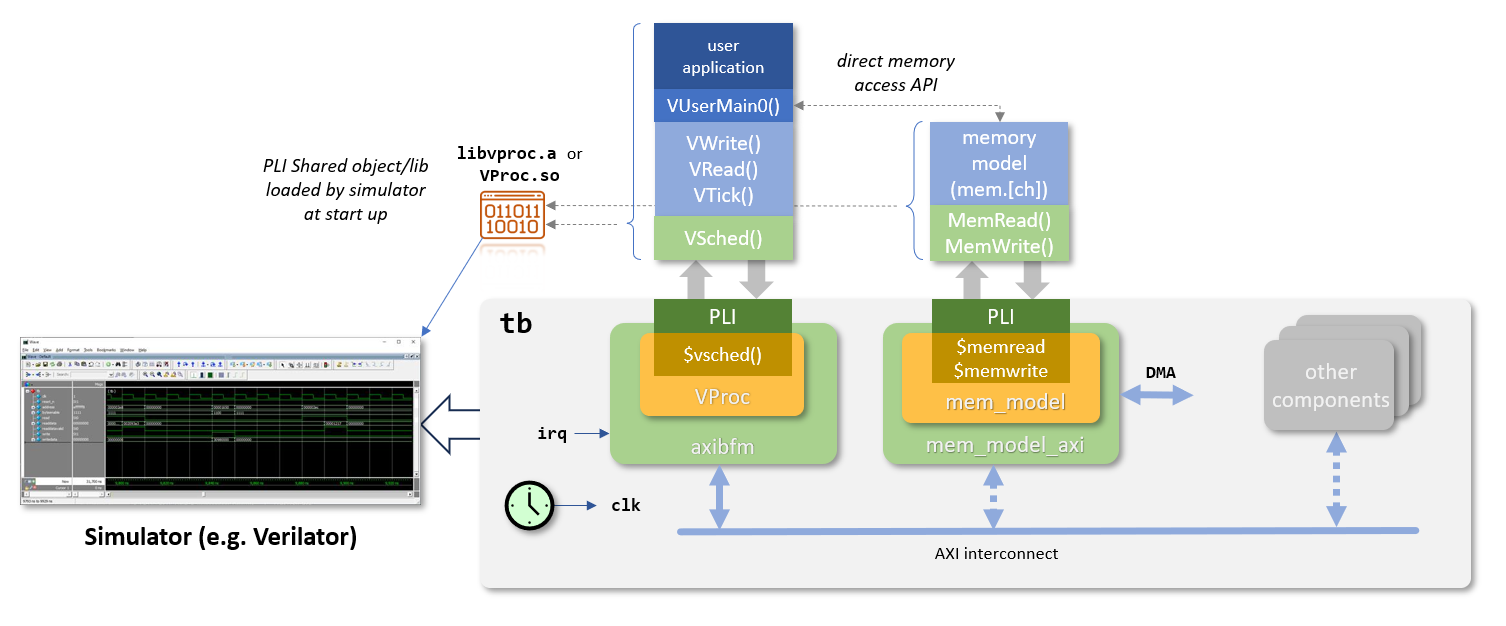 user
application
VUserMain0()
VWrite()
VRead()
VTick()
VSched()
direct memory
access API
memory
model
(mem.[ch])
MemRead()
MemWrite()
PLI Shared object/lib
loaded by simulator
at start up
libvproc.a or
VProc.so
011011
10010
tb
PLI
$vsched()
VProc
axibfm
PLI
$memread
$memwrite
mem_model
mem_model_axi
DMA
other
components
irq
clk
AXI interconnect
Simulator (e.g. Verilator)